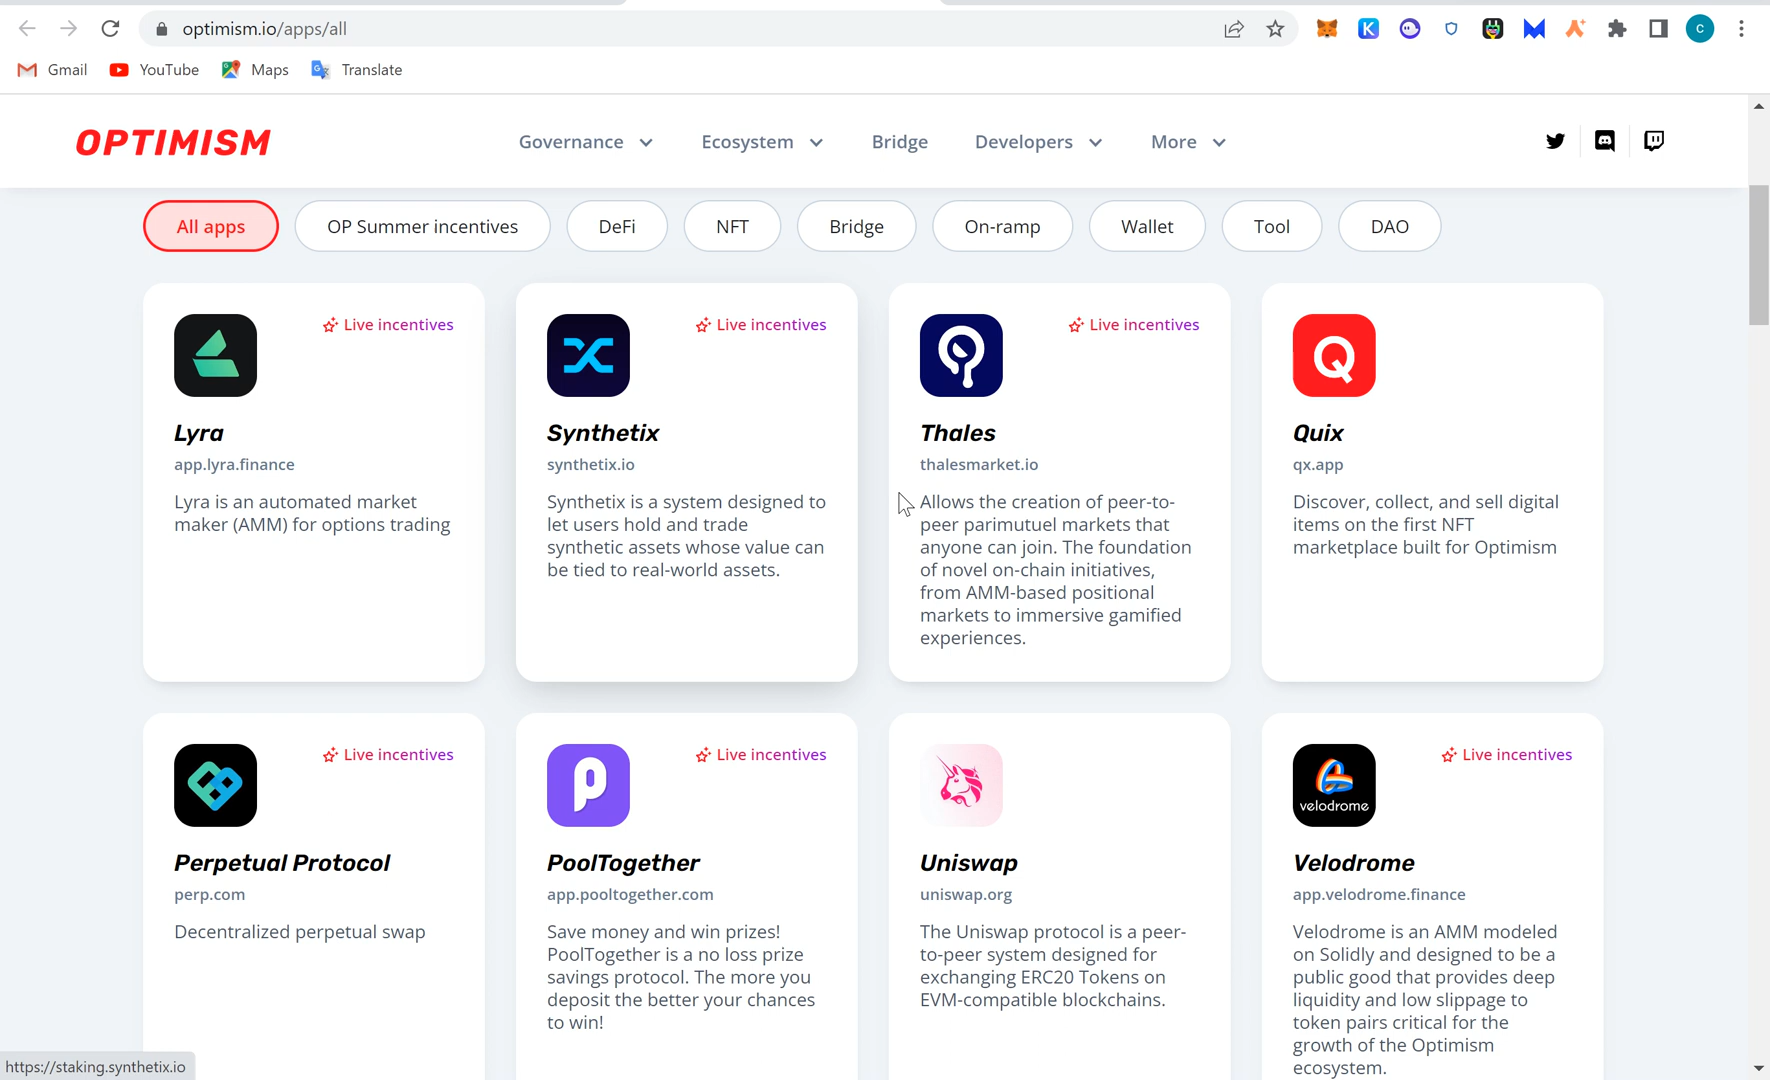 optimism.io/apps/all
K
c
Gmail
YouTube
Maps
Translate
OPTIMISM
Governance
Ecosystem
Bridge
Developers
More
All apps
OP Summer incentives
DeFi
NFT
Bridge
On-ramp
Wallet
Tool
DAO
Live incentives
Lyra
app.lyra.finance
Lyra is an automated market
maker (AMM) for options trading
Live incentives
Synthetix
synthetix.io
Synthetix is a system designed to
let users hold and trade
synthetic assets whose value can
be tied to real-world assets.
Live incentives
Thales
thalesmarket.io
Allows the creation of peer-to-
peer parimutuel markets that
anyone can join. The foundation
of novel on-chain initiatives,
from AMM-based positional
markets to immersive gamified
experiences.
Q
Quix
qx.app
Discover, collect, and sell digital
items on the first NFT
marketplace built for Optimism
Live incentives
Perpetual Protocol
perp.com
Decentralized perpetual swap
Live incentives
PoolTogether
app.pooltogether.com
Save money and win prizes!
PoolTogether is a no loss prize
savings protocol. The more you
deposit the better your chances
to win!
Uniswap
uniswap.org
The Uniswap protocol is a peer-
to-peer system designed for
exchanging ERC20 Tokens on
EVM-compatible blockchains.
Live incentives
velodrome
Velodrome
app.velodrome.finance
Velodrome is an AMM modeled
on Solidly and designed to be a
public good that provides deep
liquidity and low slippage to
token pairs critical for the
growth of the Optimism
ecosystem.
https://staking.synthetix.io